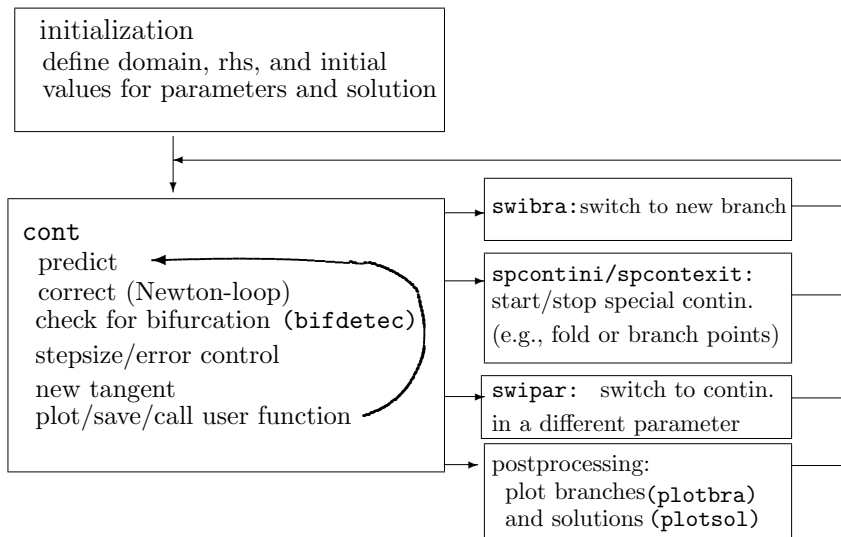 initialization
define domain, rhs, and initial
values for parameters and solution
cont
predict
correct (Newton-loop)
check for bifurcation (bifdetec)
stepsize/error control
new tangent
plot/save/call user function
swibra: switch to new branch
spcontini/spcontexit:
start/stop special contin.
(e.g., fold or branch points)
swipar: switch to contin.
in a different parameter
postprocessing:
plot branches(plotbra)
and solutions (plotsol)